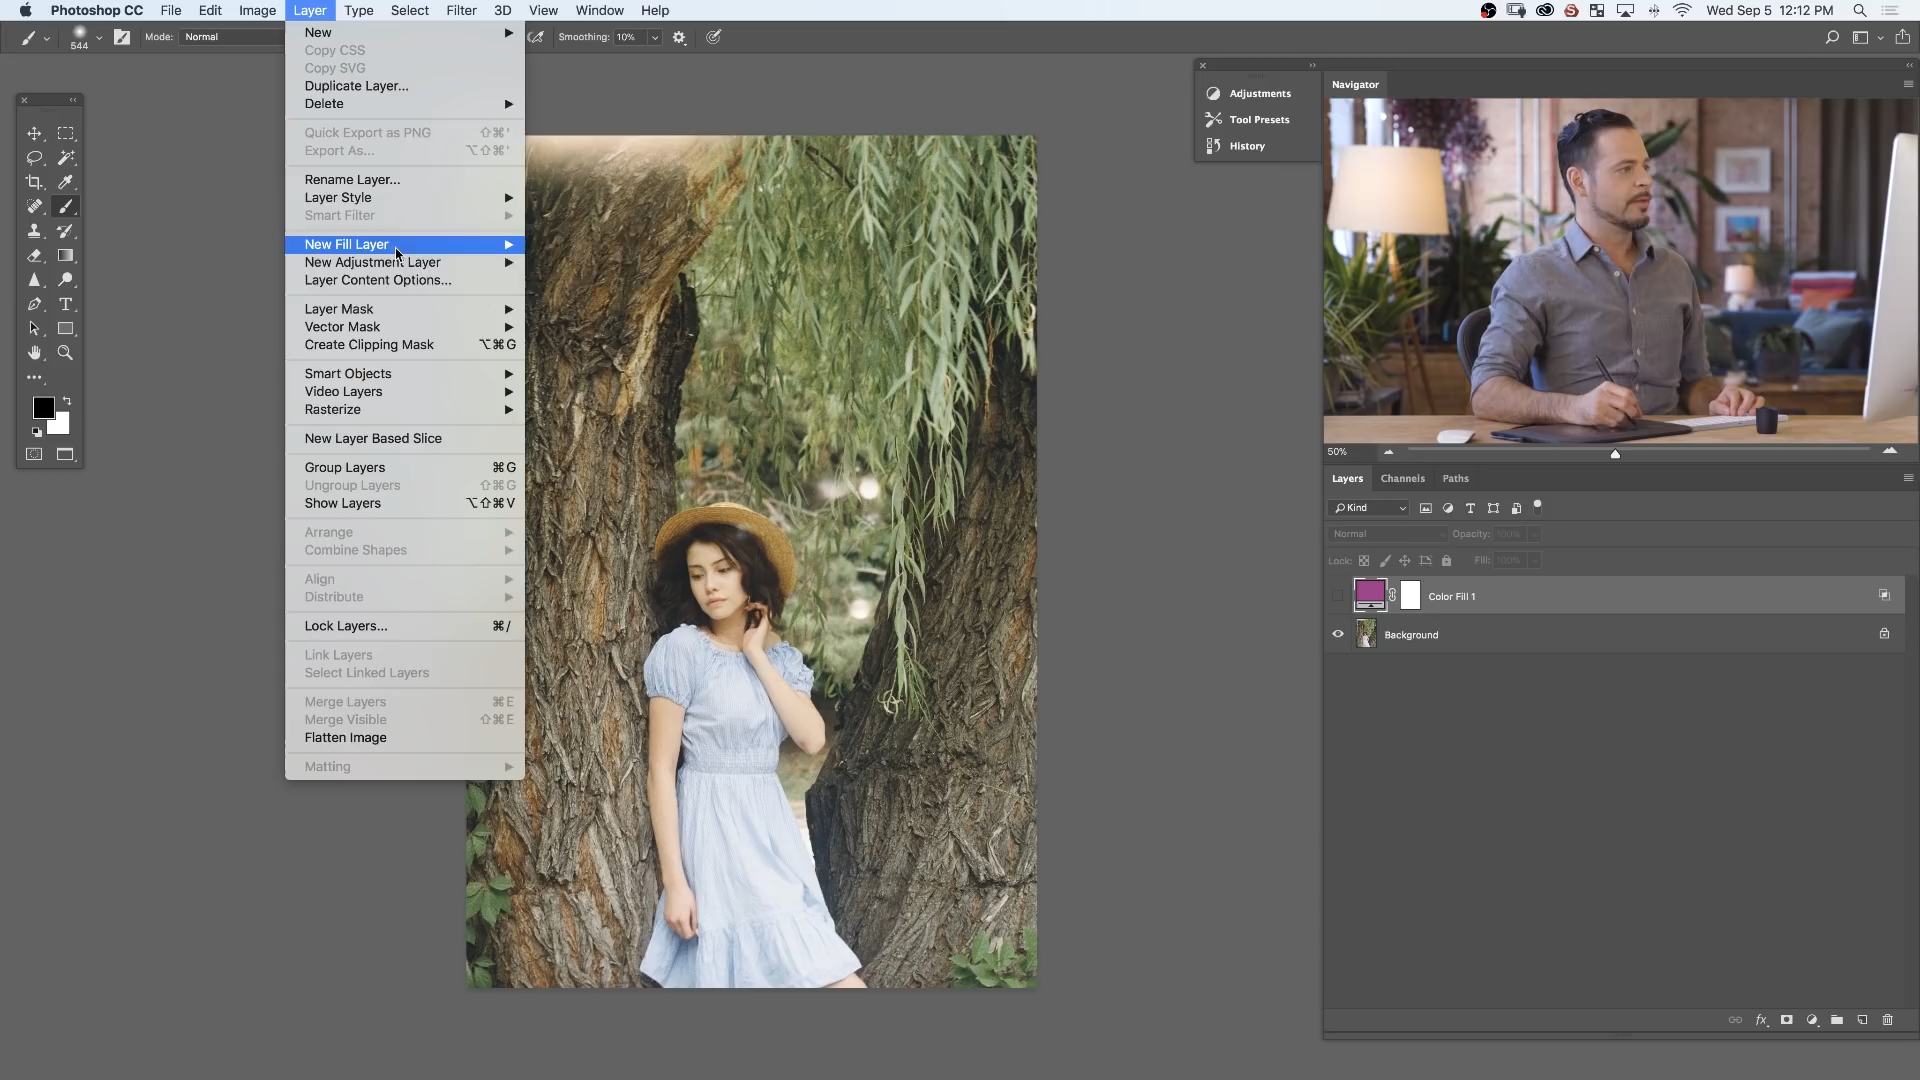 Photoshop CC File Edit Image Layer Type Select Filter 3D View Window Help Wed Sep 5 12:12 PM
544 Mode: Normal Smoothing: 10%
New
Copy CSS
Copy SVG
Duplicate Layer...
Delete
Quick Export as PNG ⇧⌘'
Export As... ⌥⇧⌘'
Rename Layer...
Layer Style
Smart Filter
New Fill Layer
New Adjustment Layer
Layer Content Options...
Layer Mask
Vector Mask
Create Clipping Mask ⌥⌘G
Smart Objects
Video Layers
Rasterize
New Layer Based Slice
Group Layers ⌘G
Ungroup Layers ⇧⌘G
Show Layers ⌥⇧⌘V
Arrange
Combine Shapes
Align
Distribute
Lock Layers... ⌘/
Link Layers
Select Linked Layers
Merge Layers ⌘E
Merge Visible ⇧⌘E
Flatten Image
Matting
Adjustments
Tool Presets
History
Navigator
50%
Layers Channels Paths
Kind
Normal Opacity: 100%
Lock: Fill: 100%
Color Fill 1
Background
fx